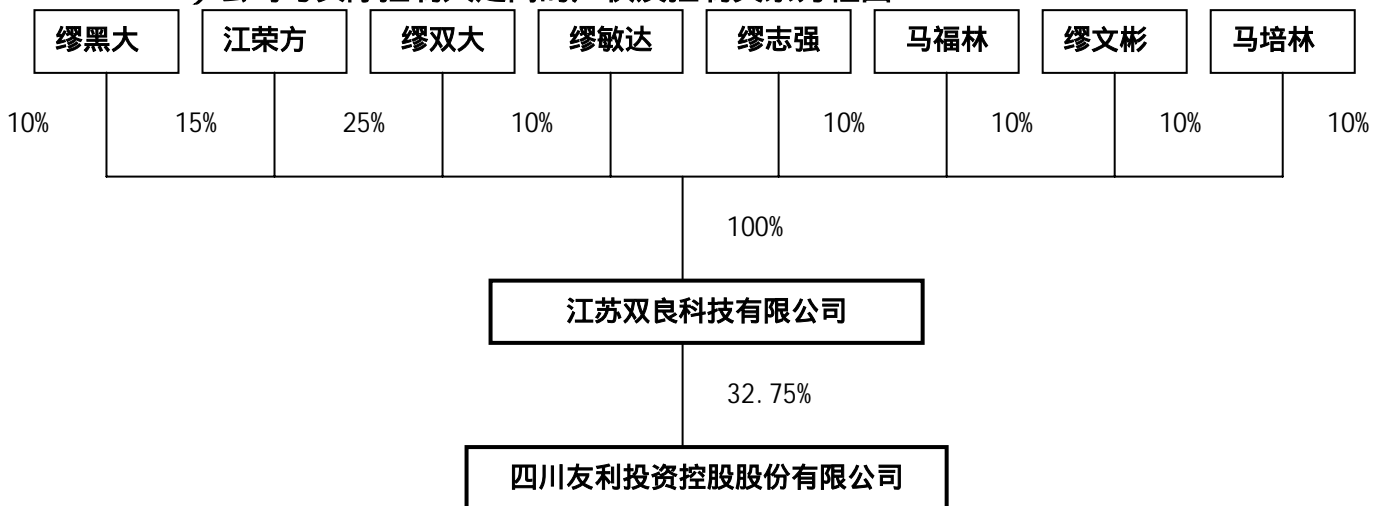 缪黑大 江荣方 缪双大 缪敏达 缪志强 马福林 缪文彬 马培林
10% 15% 25% 10% 10% 10% 10% 10%
100%
江苏双良科技有限公司
32.75%
四川友利投资控股股份有限公司